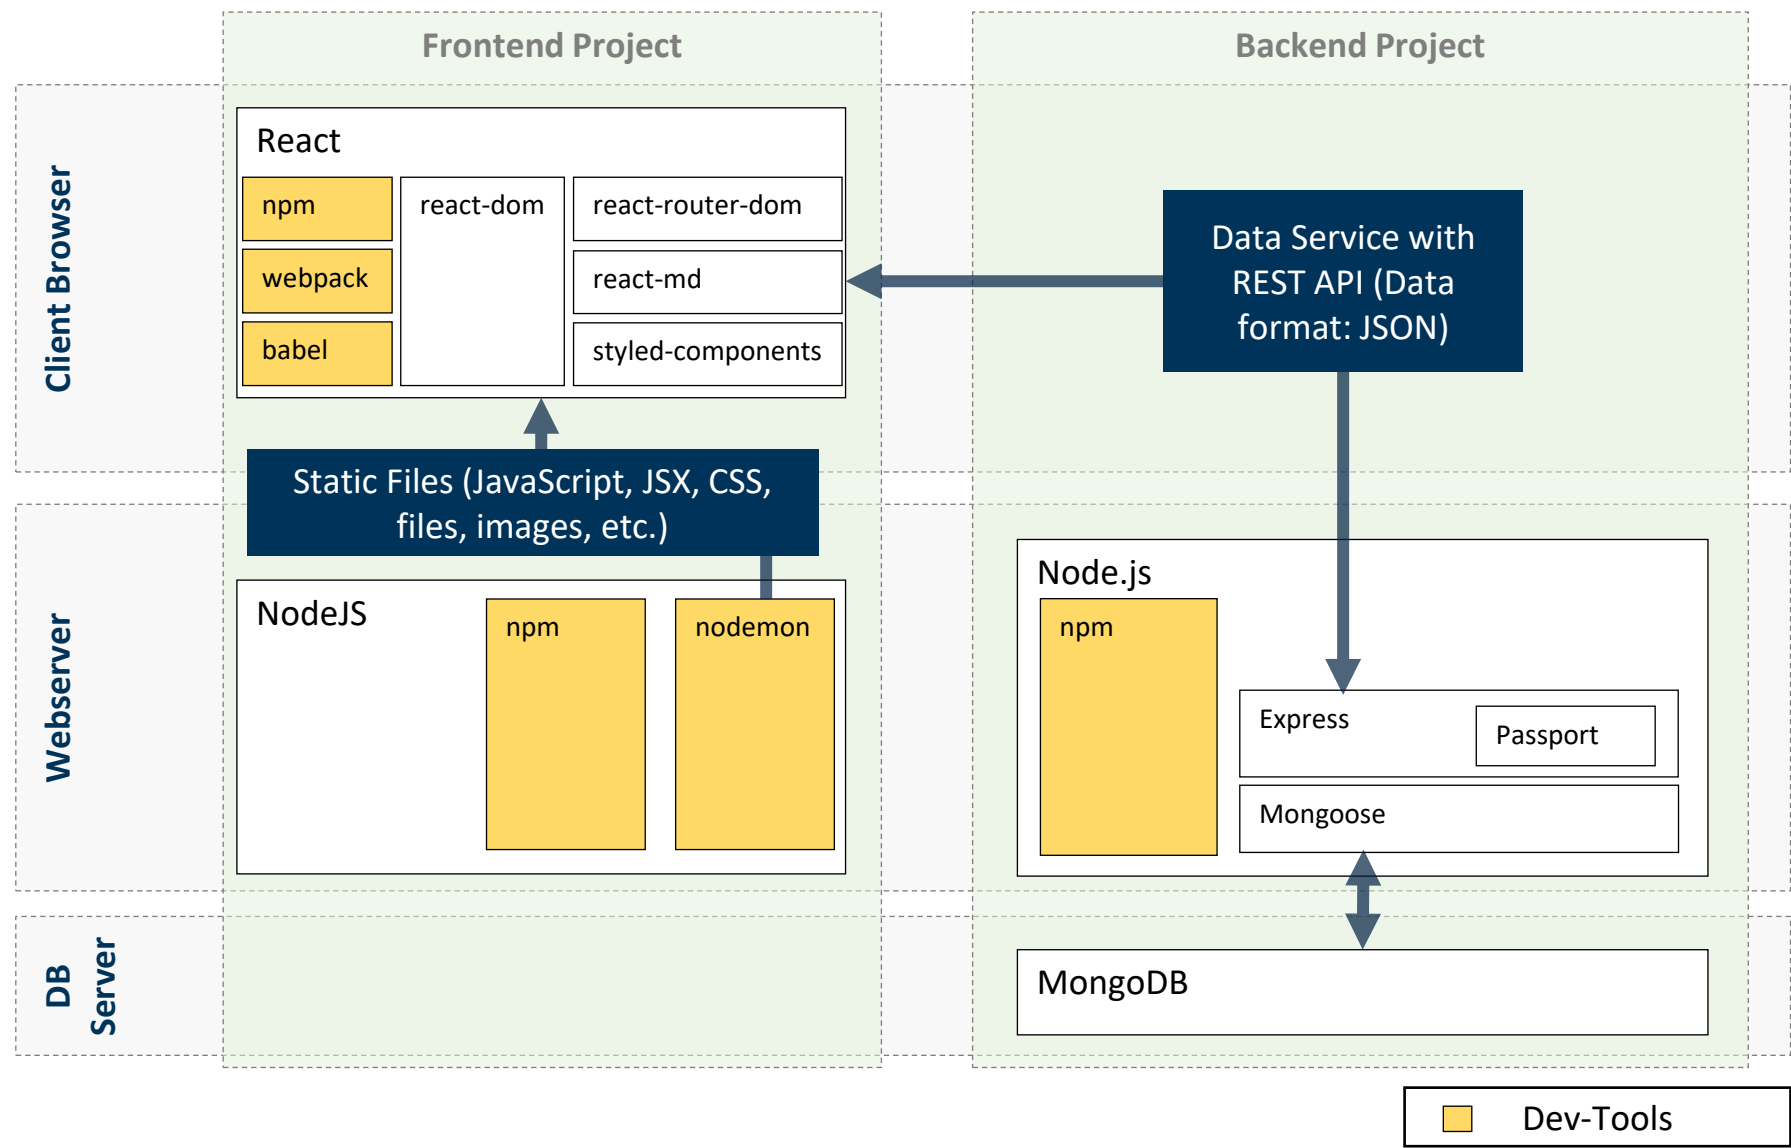 Frontend Project
Backend Project
Client Browser
React
npm
react-dom
react-router-dom
webpack
react-md
babel
styled-components
Data Service with
REST API (Data
format: JSON)
Static Files (JavaScript, JSX, CSS,
files, images, etc.)
Webserver
NodeJS
npm
nodemon
Node.js
npm
Express
Passport
Mongoose
DB
Server
MongoDB
Dev-Tools